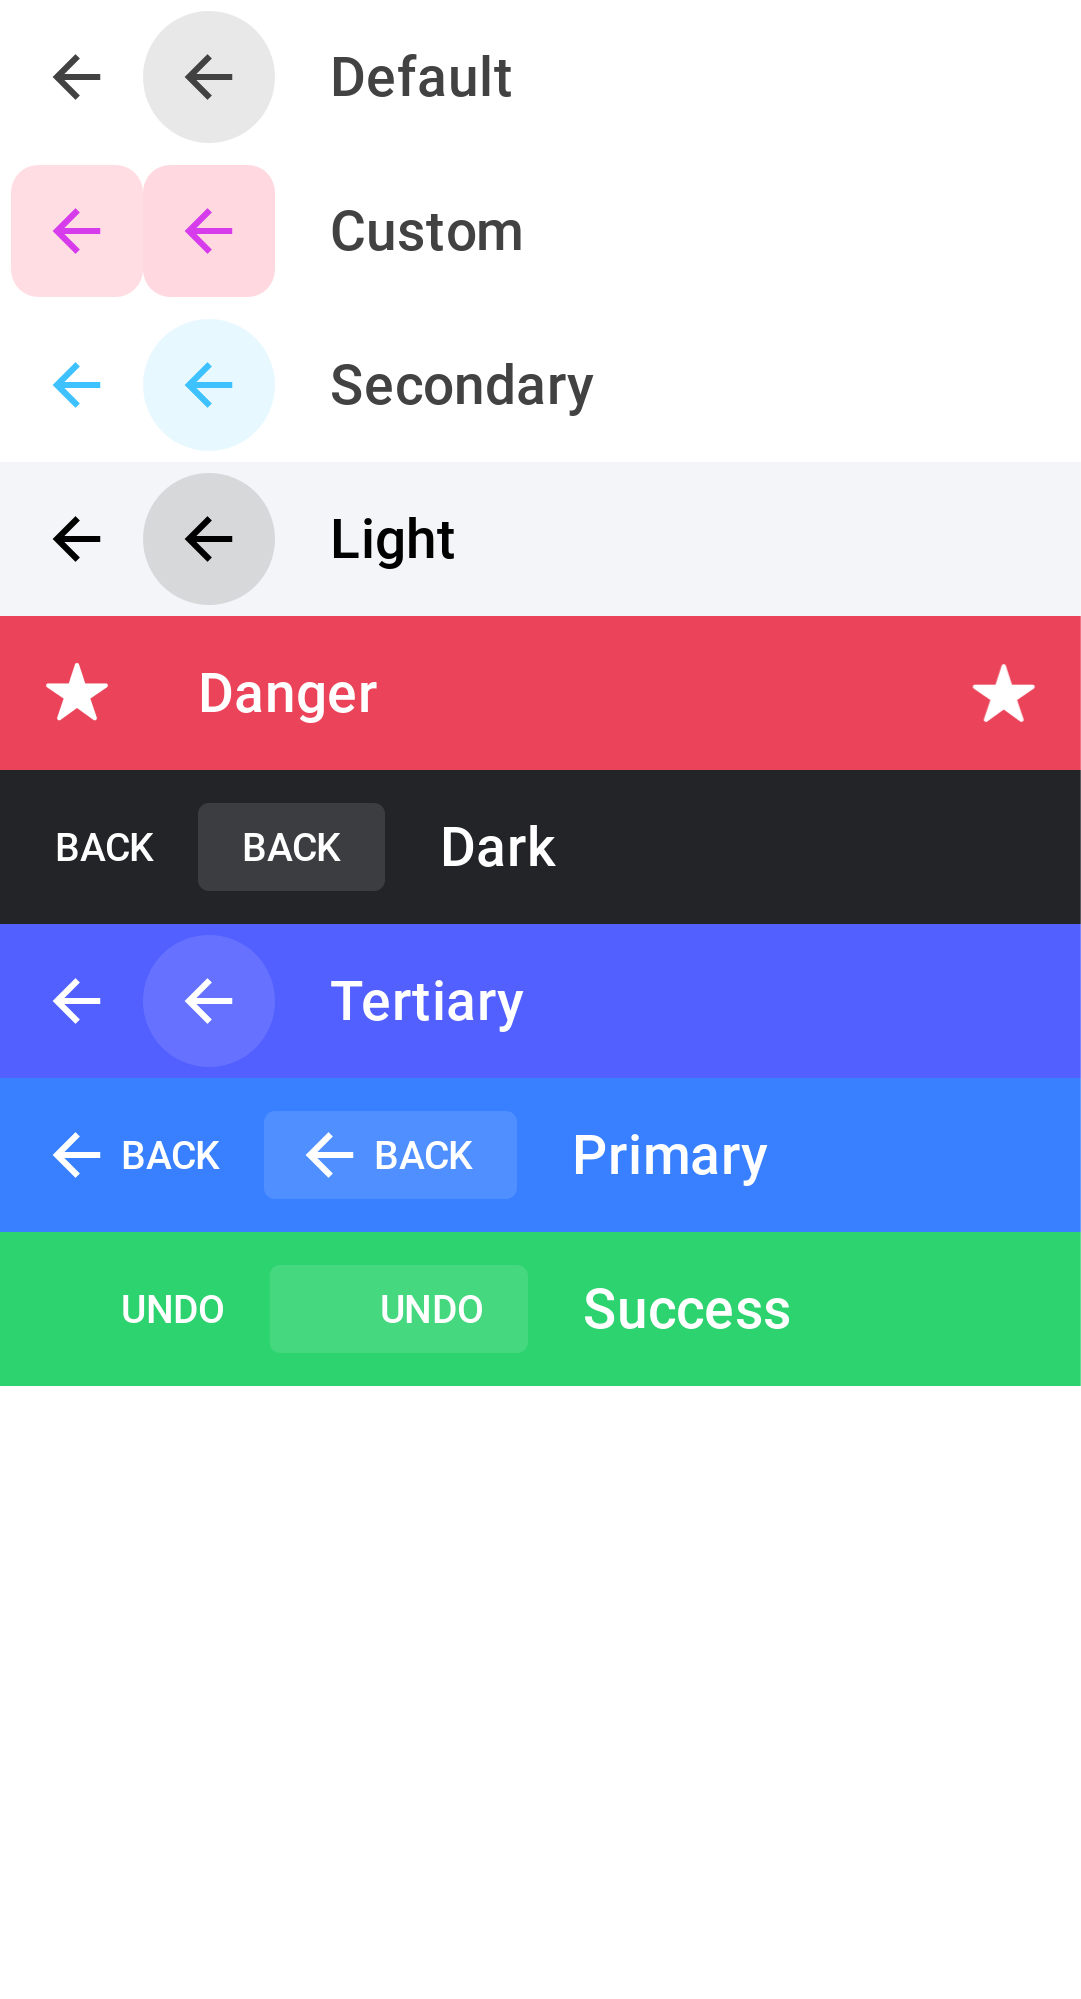 Default
Custom
Secondary
Light
Danger
BACK BACK Dark
Tertiary
BACK BACK Primary
UNDO UNDO Success